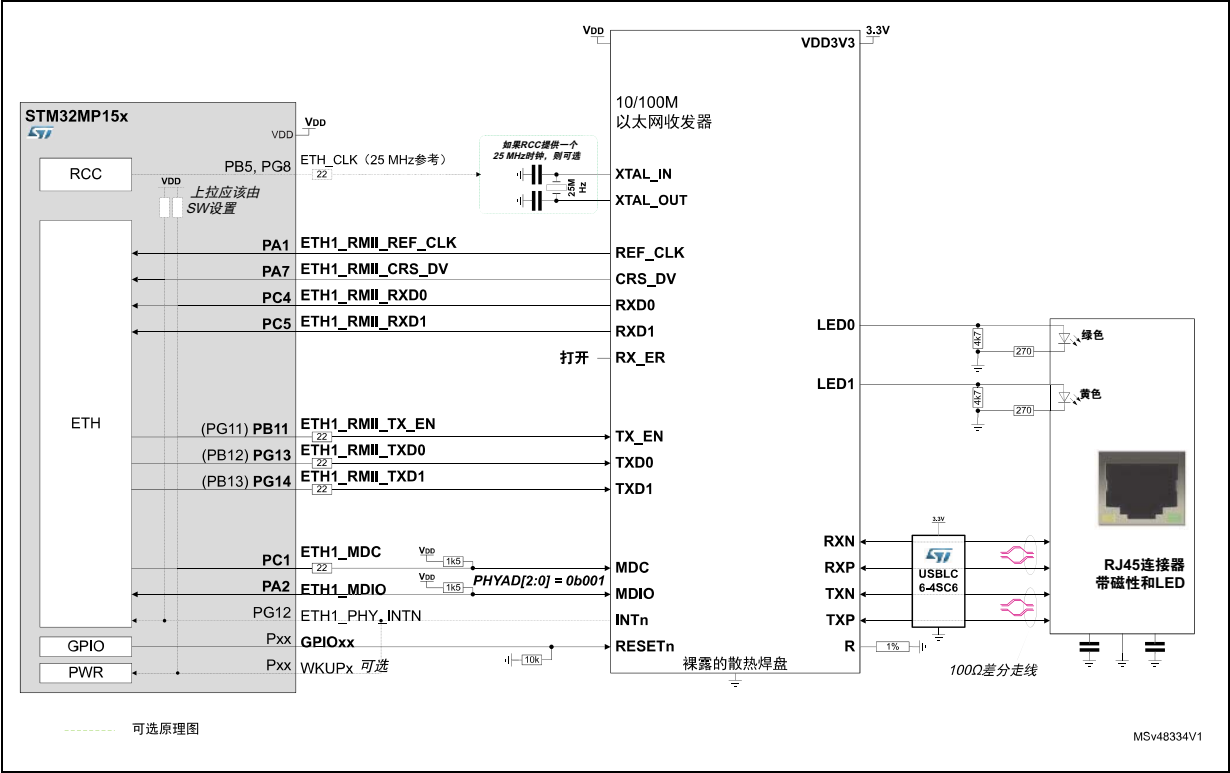 VDD
3.3V
VDD3V3
STM32MP15x
VDD
VDD
10/100M
以太网收发器
如果RCC提供一个
25 MHz时钟，则可选
RCC
PB5, PG8
ETH_CLK（25 MHz参考）
22
25M
Hz
XTAL_IN
XTAL_OUT
VDD
上拉应该由
SW设置
PA1
ETH1_RMII_REF_CLK
REF_CLK
PA7
ETH1_RMII_CRS_DV
CRS_DV
PC4
ETH1_RMII_RXD0
RXD0
PC5
ETH1_RMII_RXD1
RXD1
打开
RX_ER
LED0
4k7
270
绿色
LED1
4k7
270
黄色
ETH
(PG11) PB11
ETH1_RMII_TX_EN
22
TX_EN
(PB12) PG13
ETH1_RMII_TXD0
22
TXD0
(PB13) PG14
ETH1_RMII_TXD1
22
TXD1
3.3V
RXN
RXP
TXN
TXP
USBLC
6-4SC6
RJ45连接器
带磁性和LED
PC1
ETH1_MDC
22
VDD
1k5
MDC
PA2
ETH1_MDIO
VDD
1k5
PHYAD[2:0] = 0b001
MDIO
PG12
ETH1_PHY_INTN
INTn
GPIO
Pxx
GPIOxx
10k
RESETn
R
1%
PWR
Pxx
WKUPx 可选
裸露的散热焊盘
100Ω差分走线
可选原理图
MSv48334V1